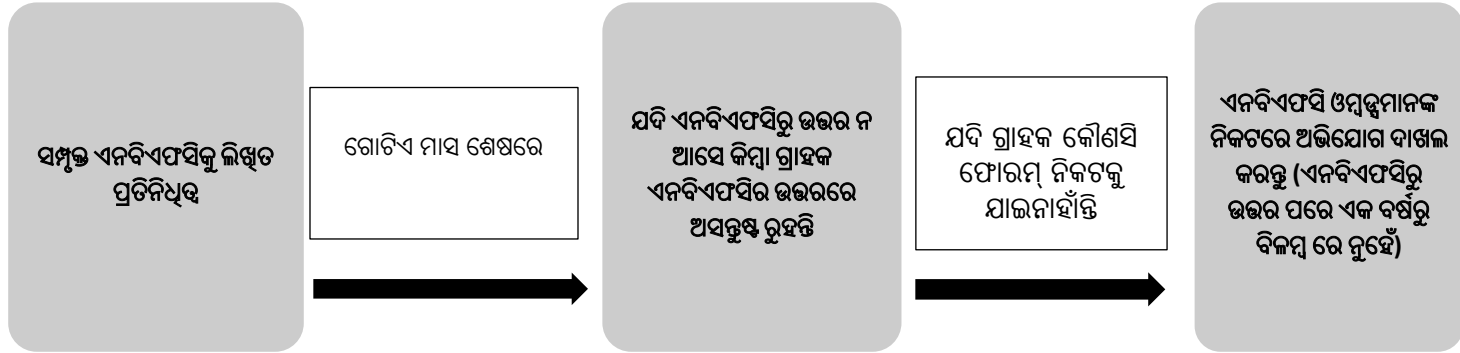 ସମ୍ପୃକ୍ତ ଏନବିଏଫସିକୁ ଲିଖିତ
ପ୍ରତିନିଧିତ୍ୱ
ଗୋଟିଏ ମାସ ଶେଷରେ
ଯଦି ଏନବିଏଫସିରୁ ଉତ୍ତର ନ
ଆସେ କିମ୍ବା ଗ୍ରାହକ
ଏନବିଏଫସିର ଉତ୍ତରରେ
ଅସନ୍ତୁଷ୍ଟ ରୁହନ୍ତି
ଯଦି ଗ୍ରାହକ କୌଣସି
ଫୋରମ୍ ନିକଟକୁ
ଯାଇନାହାଁନ୍ତି
ଏନବିଏଫସି ଓମ୍ବଡ୍ସ୍ମାନଙ୍କ
ନିକଟରେ ଅଭିଯୋଗ ଦାଖଲ
କରନ୍ତୁ (ଏନବିଏଫସିରୁ
ଉତ୍ତର ପରେ ଏକ ବର୍ଷରୁ
ବିଳମ୍ବ ରେ ନୁହେଁ)